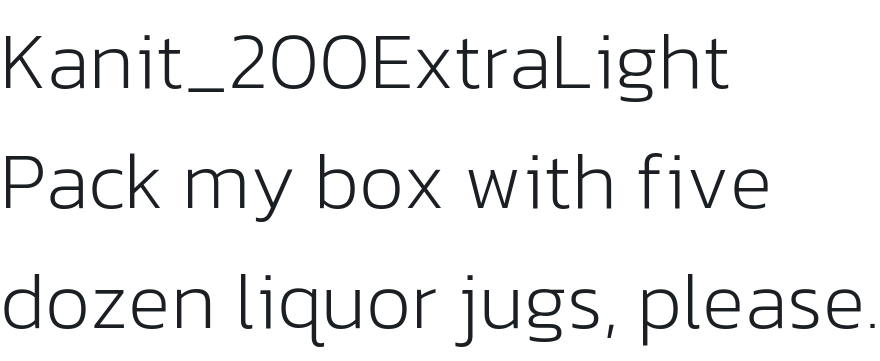 Kanit_200ExtraLight
Pack my box with five
dozen liquor jugs, please.